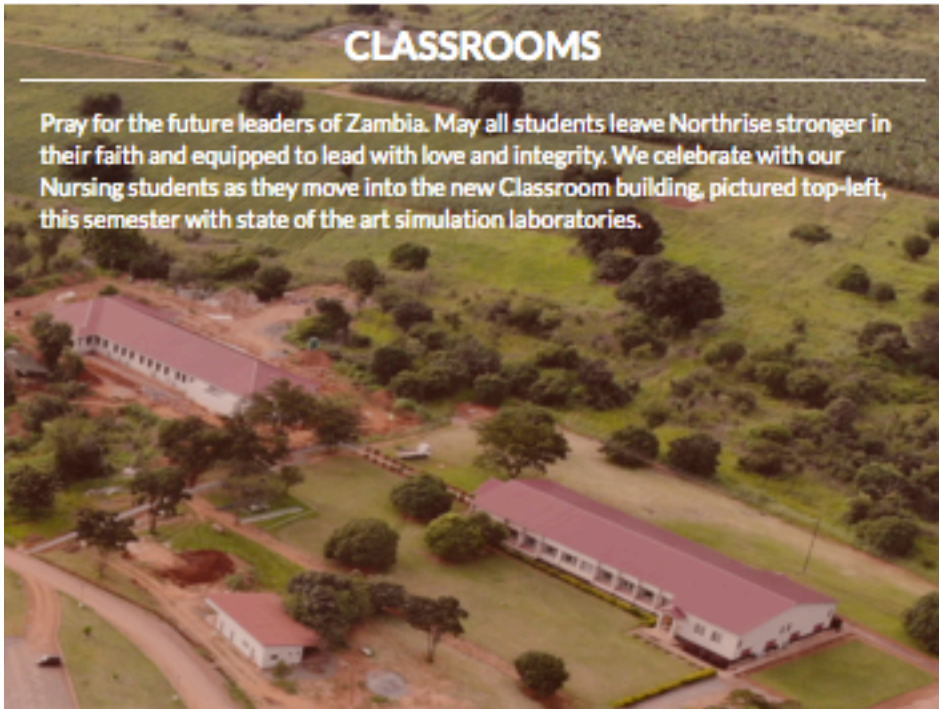 CLASSROOMS
Pray for the future leaders of Zambia. May all students leave Northrise stronger in
their faith and equipped to lead with love and integrity. We celebrate with our
Nursing students as they move into the new Classroom building, pictured top-left,
this semester with state of the art simulation laboratories.